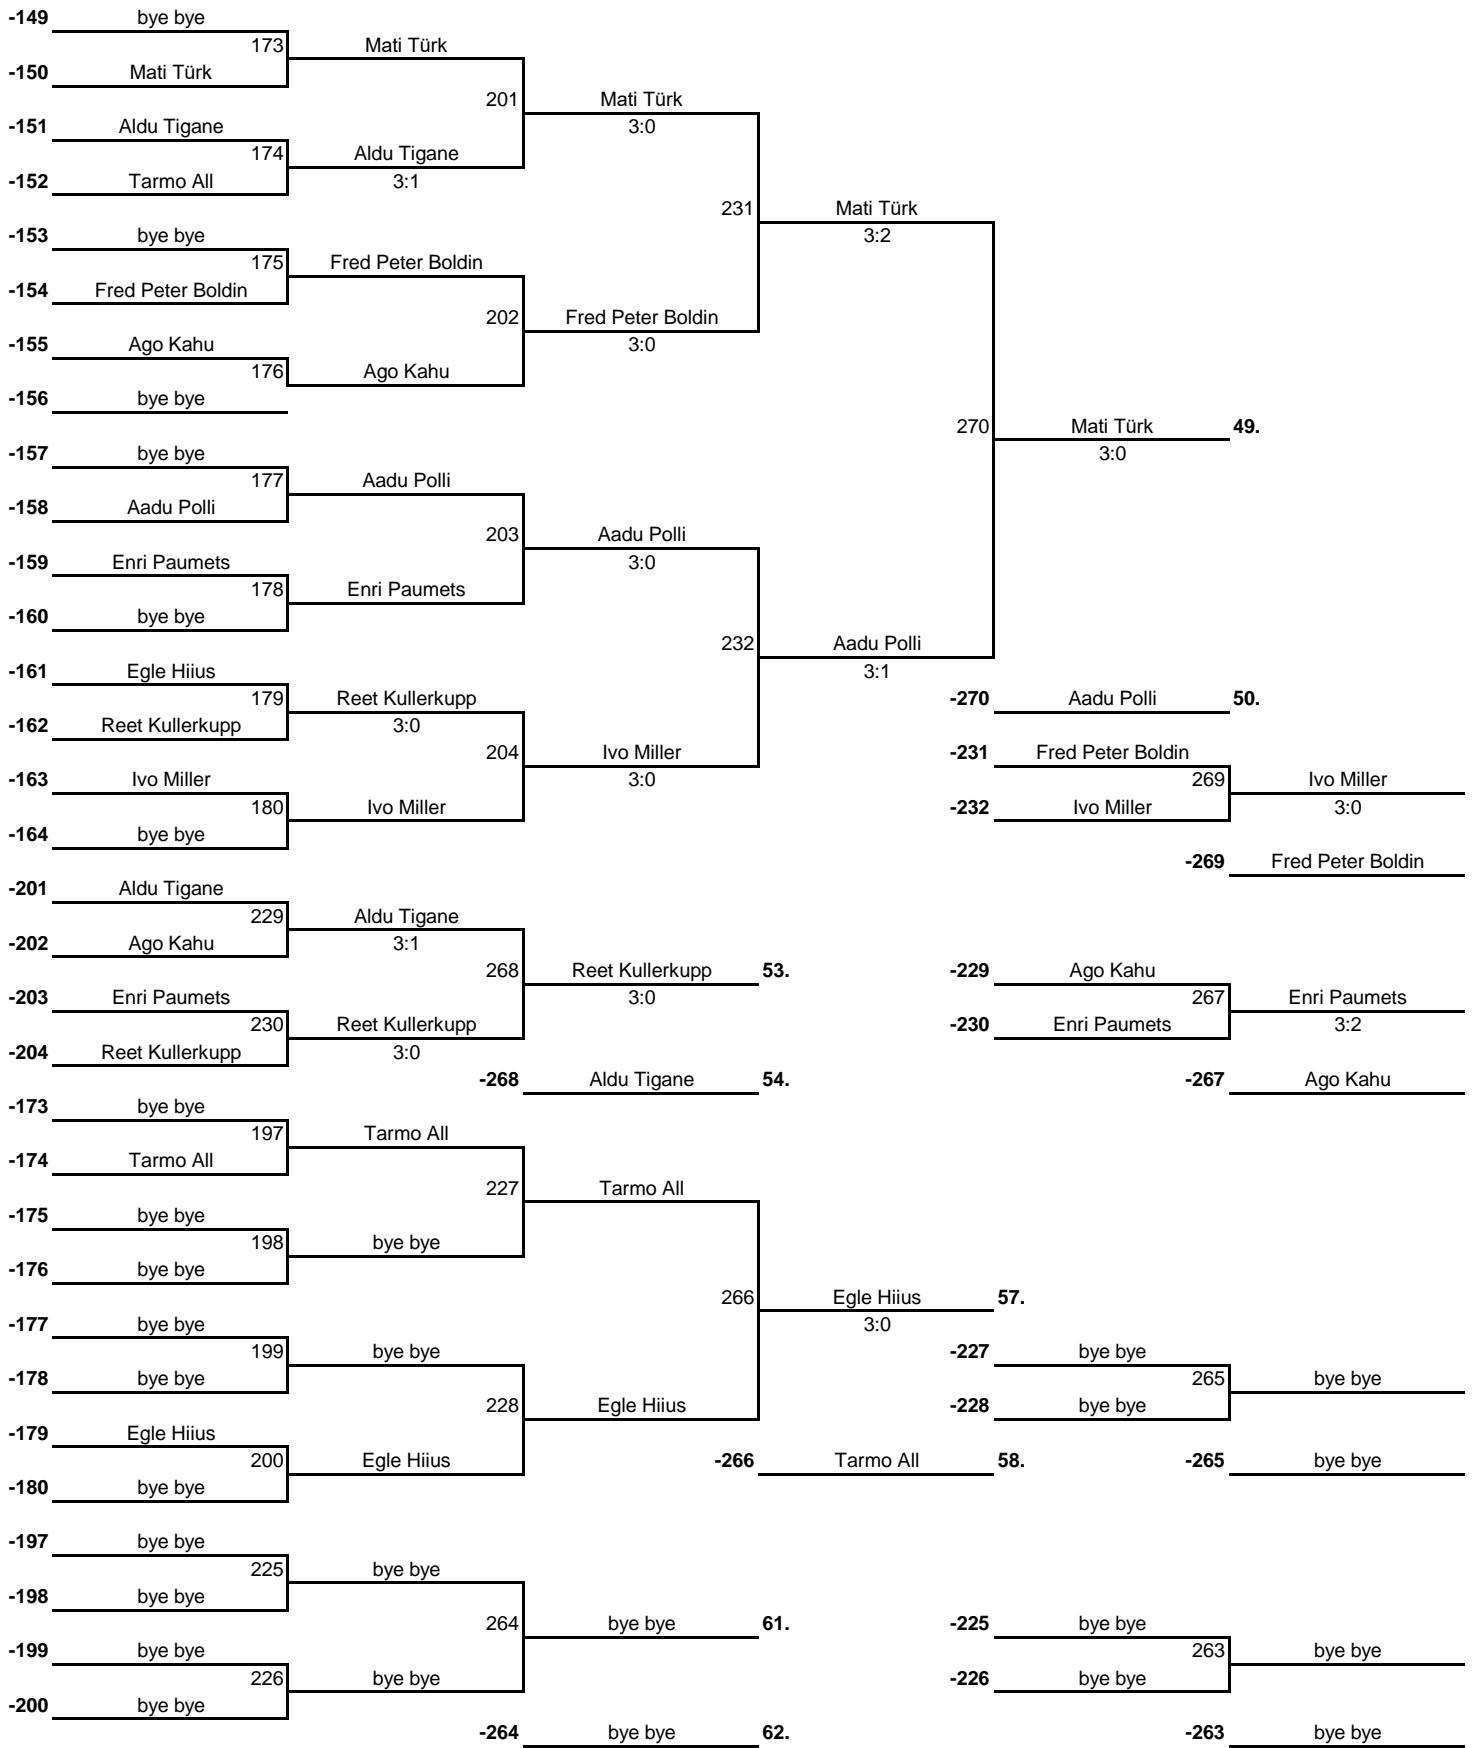 -149 bye bye
173 Mati Türk
-150 Mati Türk
201 Mati Türk
-151 Aldu Tigane 3:0
174 Aldu Tigane
-152 Tarmo All 3:1
231 Mati Türk
-153 bye bye 3:2
175 Fred Peter Boldin
-154 Fred Peter Boldin
202 Fred Peter Boldin
-155 Ago Kahu 3:0
176 Ago Kahu
-156 bye bye
270 Mati Türk 49.
-157 bye bye 3:0
177 Aadu Polli
-158 Aadu Polli
203 Aadu Polli
-159 Enri Paumets 3:0
178 Enri Paumets
-160 bye bye
232 Aadu Polli
-161 Egle Hiius 3:1
179 Reet Kullerkupp -270 Aadu Polli 50.
-162 Reet Kullerkupp 3:0
204 Ivo Miller -231 Fred Peter Boldin
-163 Ivo Miller 3:0 269 Ivo Miller
180 Ivo Miller -232 Ivo Miller 3:0
-164 bye bye
-269 Fred Peter Boldin
-201 Aldu Tigane
229 Aldu Tigane
-202 Ago Kahu 3:1
268 Reet Kullerkupp 53. -229 Ago Kahu
-203 Enri Paumets 3:0 267 Enri Paumets
230 Reet Kullerkupp -230 Enri Paumets 3:2
-204 Reet Kullerkupp 3:0
-268 Aldu Tigane 54. -267 Ago Kahu
-173 bye bye
197 Tarmo All
-174 Tarmo All
227 Tarmo All
-175 bye bye
198 bye bye
-176 bye bye
266 Egle Hiius 57.
-177 bye bye 3:0
199 bye bye -227 bye bye
-178 bye bye 265 bye bye
228 Egle Hiius -228 bye bye
-179 Egle Hiius
200 Egle Hiius -266 Tarmo All 58. -265 bye bye
-180 bye bye
-197 bye bye
225 bye bye
-198 bye bye
264 bye bye 61. -225 bye bye
-199 bye bye 263 bye bye
226 bye bye -226 bye bye
-200 bye bye
-264 bye bye 62. -263 bye bye